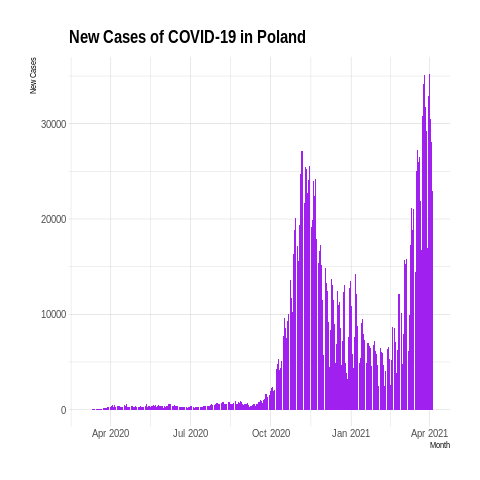 New Cases of COVID-19 in Poland
New Cases
30000
20000
10000
0
Apr 2020 Jul 2020 Oct 2020 Jan 2021 Apr 2021
Month